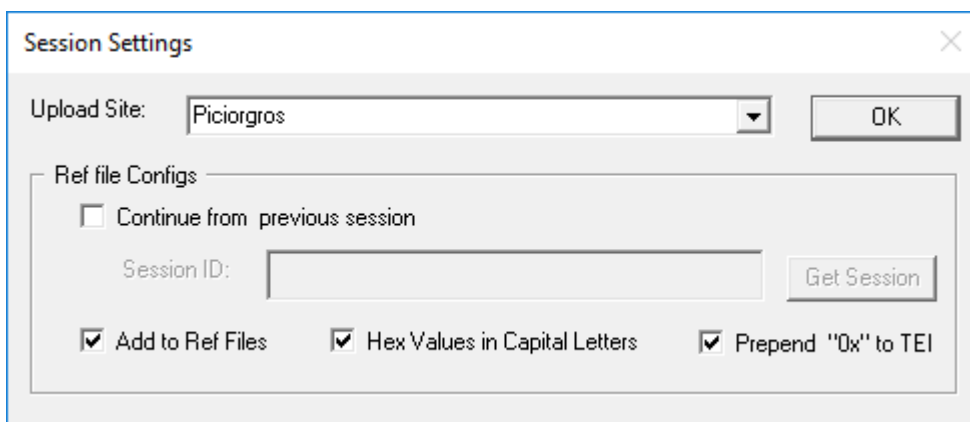 Session Settings
Upload Site: Piciorgros OK
Ref file Configs
Continue from previous session
Session ID: Get Session
Add to Ref Files Hex Values in Capital Letters Prepend "0x" to TEI